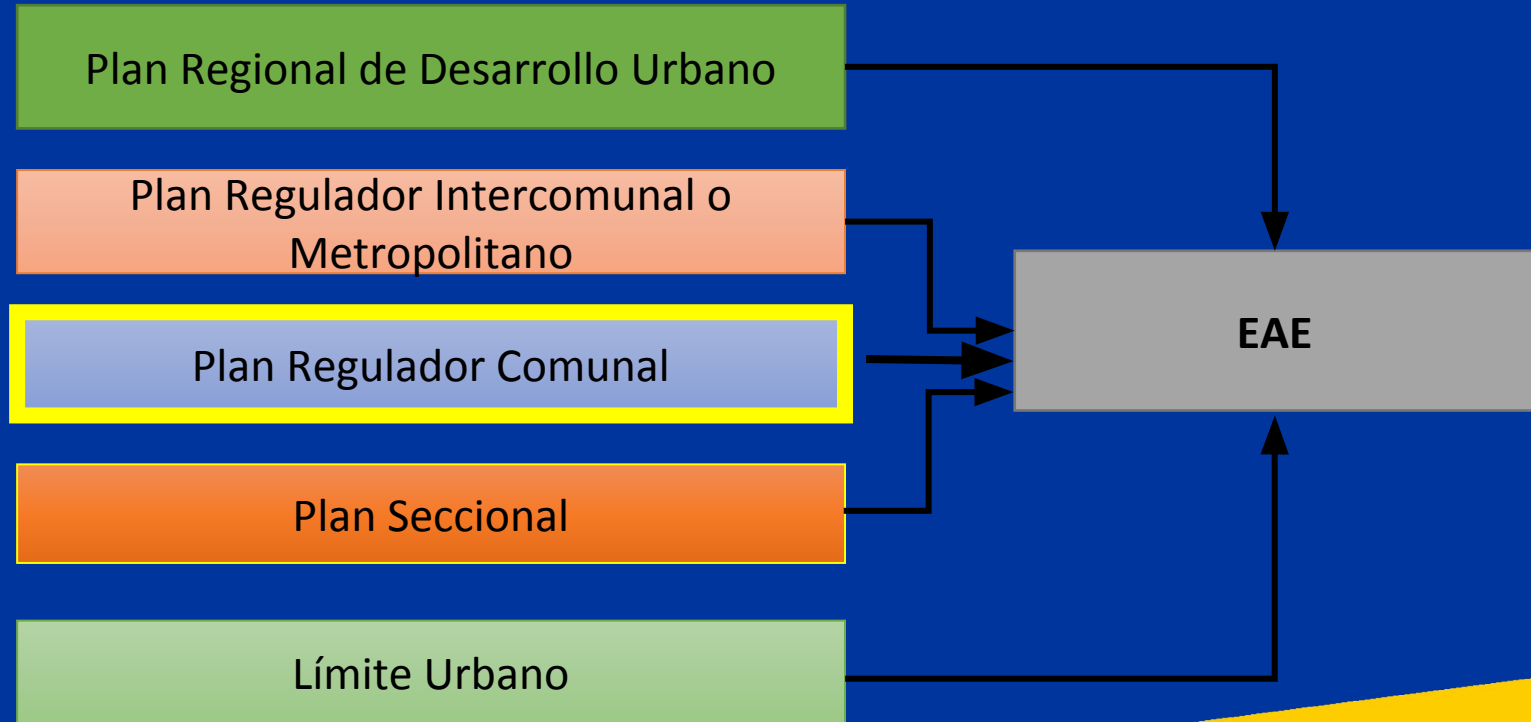 Plan Regional de Desarrollo Urbano
Plan Regulador Intercomunal o
Metropolitano
Plan Regulador Comunal
Plan Seccional
Límite Urbano
EAE